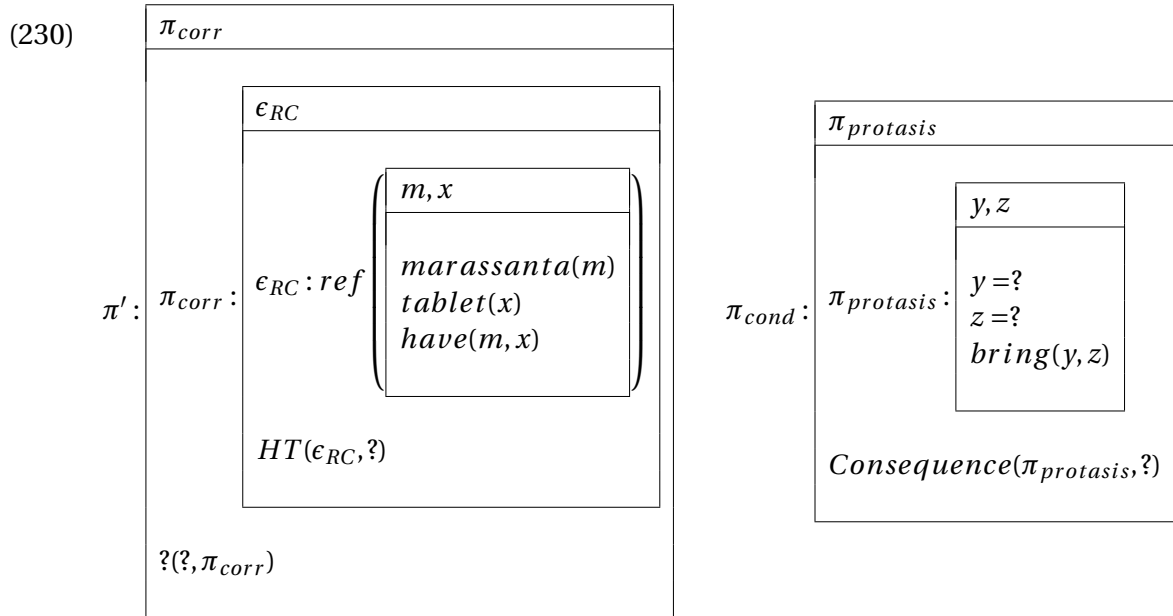 (230)
π_corr
ϵ_RC
m, x
marassanta(m)
π′ : π_corr : ϵ_RC : ref tablet(x)
have(m, x)
HT(ϵ_RC, ?)
?(?, π_corr)
π_protasis
y, z
y =?
π_cond : π_protasis : z =?
bring(y, z)
Consequence(π_protasis, ?)